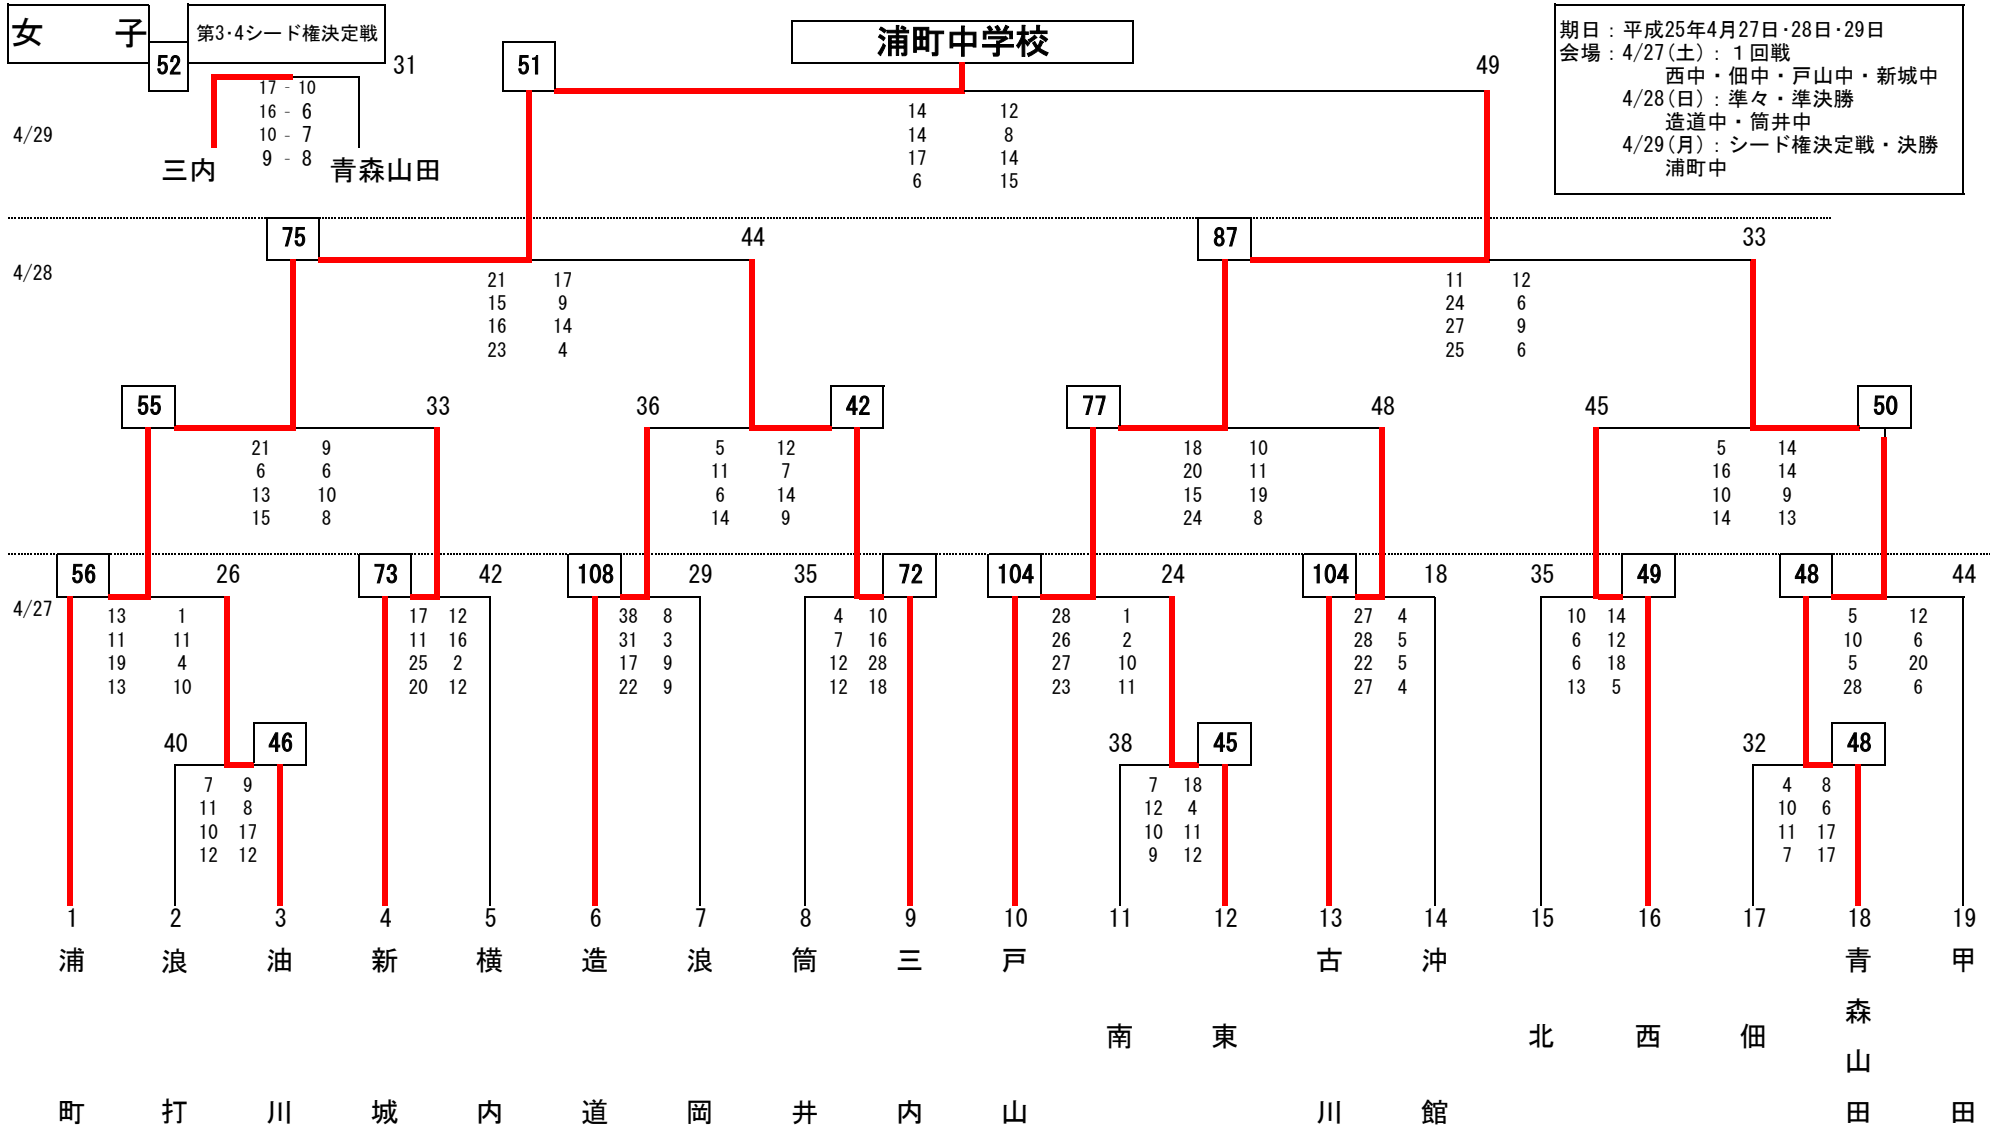 女 子
第3・4シード権決定戦
52 31
17 - 10
16 - 6
10 - 7
9 - 8
三内 青森山田
浦町中学校
期日：平成25年4月27日・28日・29日
会場：4/27(土)：１回戦
西中・佃中・戸山中・新城中
4/28(日)：準々・準決勝
造道中・筒井中
4/29(月)：シード権決定戦・決勝
浦町中
4/29
51 49
14 12
14 8
17 14
6 15
4/28
75 44
21 17
15 9
16 14
23 4
87 33
11 12
24 6
27 9
25 6
55 33
21 9
6 6
13 10
15 8
36 42
5 12
11 7
6 14
14 9
77 48
18 10
20 11
15 19
24 8
45 50
5 14
16 14
10 9
14 13
4/27
56 26
13 1
11 11
19 4
13 10
73 42
17 12
11 16
25 2
20 12
108 29
38 8
31 3
17 9
22 9
35 72
4 10
7 16
12 28
12 18
104 24
28 1
26 2
27 10
23 11
104 18
27 4
28 5
22 5
27 4
35 49
10 14
6 12
6 18
13 5
48 44
5 12
10 6
5 20
28 6
40 46
7 9
11 8
10 17
12 12
38 45
7 18
12 4
10 11
9 12
32 48
4 8
10 6
11 17
7 17
1 2 3 4 5 6 7 8 9 10 11 12 13 14 15 16 17 18 19
浦町
浪打
油川
新城
横内
造道
浪岡
筒井
三内
戸山
南
東
古川
沖館
北
西
佃
青森山田
甲田